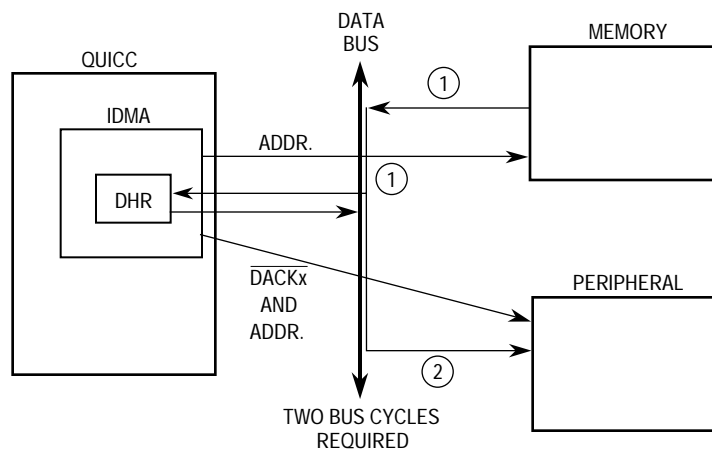 DATA
BUS
MEMORY
QUICC
1
IDMA
ADDR.
1
DHR
DACKx
AND
ADDR.
PERIPHERAL
2
TWO BUS CYCLES
REQUIRED